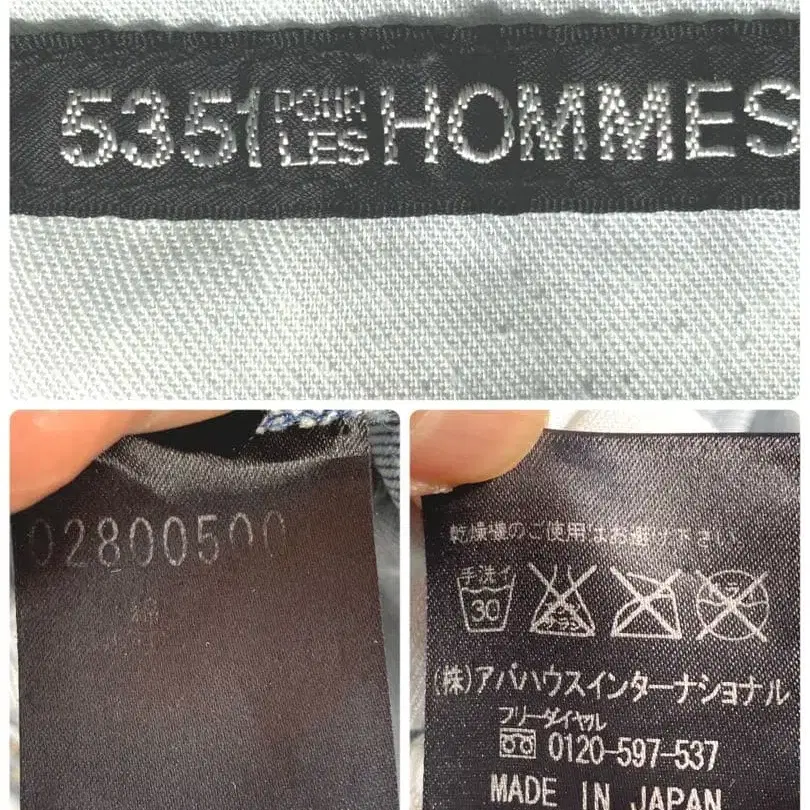 5351 POUR LES HOMMES
02800500
綿
乾燥機のご使用はお避け下さい
手洗イ
30
(株)アバハウスインターナショナル
フリーダイヤル
0120-597-537
MADE IN JAPAN